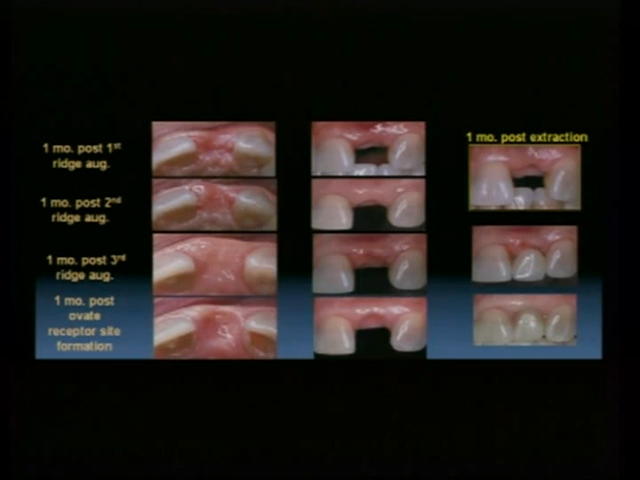 1 mo. post 1st
ridge aug.
1 mo. post 2nd
ridge aug.
1 mo. post 3rd
ridge aug.
1 mo. post
ovate
receptor site
formation
1 mo. post extraction